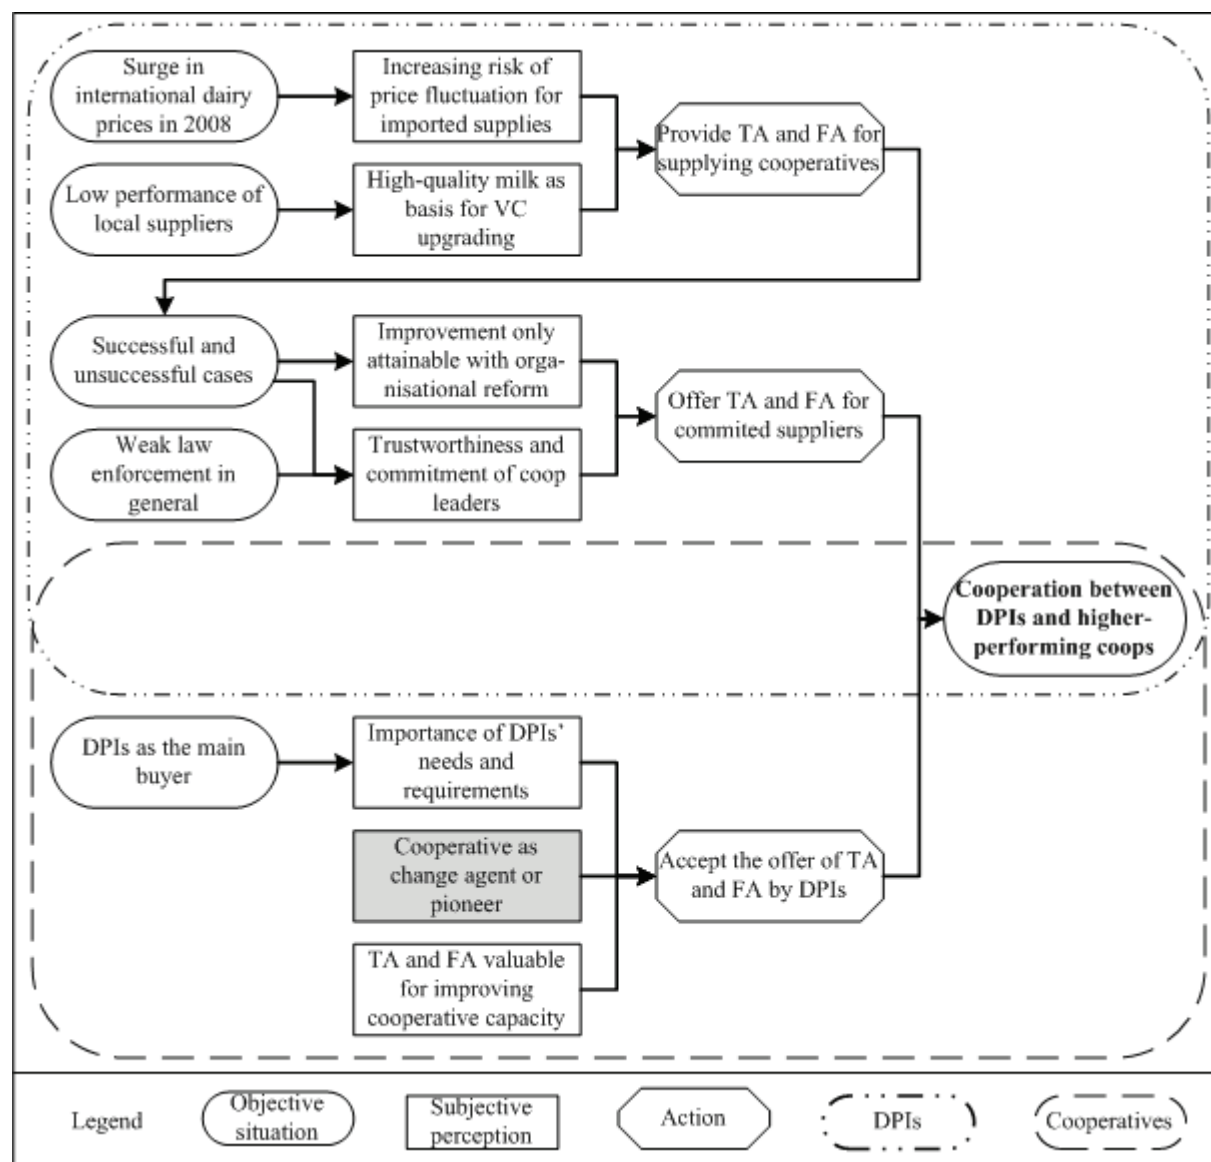 Surge in
international dairy
prices in 2008
Increasing risk of
price fluctuation for
imported supplies
Provide TA and FA for
supplying cooperatives
Low performance of
local suppliers
High-quality milk as
basis for VC
upgrading
Successful and
unsuccessful cases
Improvement only
attainable with orga-
nisational reform
Offer TA and FA for
commited suppliers
Weak law
enforcement in
general
Trustworthiness and
commitment of coop
leaders
Cooperation between
DPIs and higher-
performing coops
DPIs as the main
buyer
Importance of DPIs’
needs and
requirements
Cooperative as
change agent or
pioneer
Accept the offer of TA
and FA by DPIs
TA and FA valuable
for improving
cooperative capacity
Legend
Objective
situation
Subjective
perception
Action
DPIs
Cooperatives